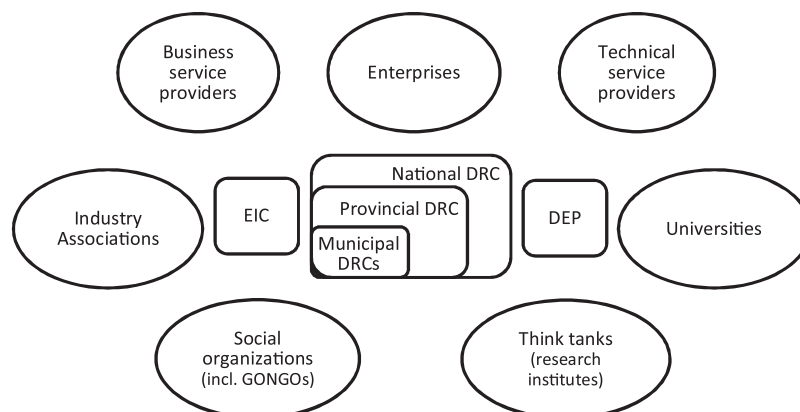 Business
service
providers
Enterprises
Technical
service
providers
National DRC
Provincial DRC
Municipal
DRCs
Industry
Associations
EIC
DEP
Universities
Social
organizations
(incl. GONGOs)
Think tanks
(research
institutes)